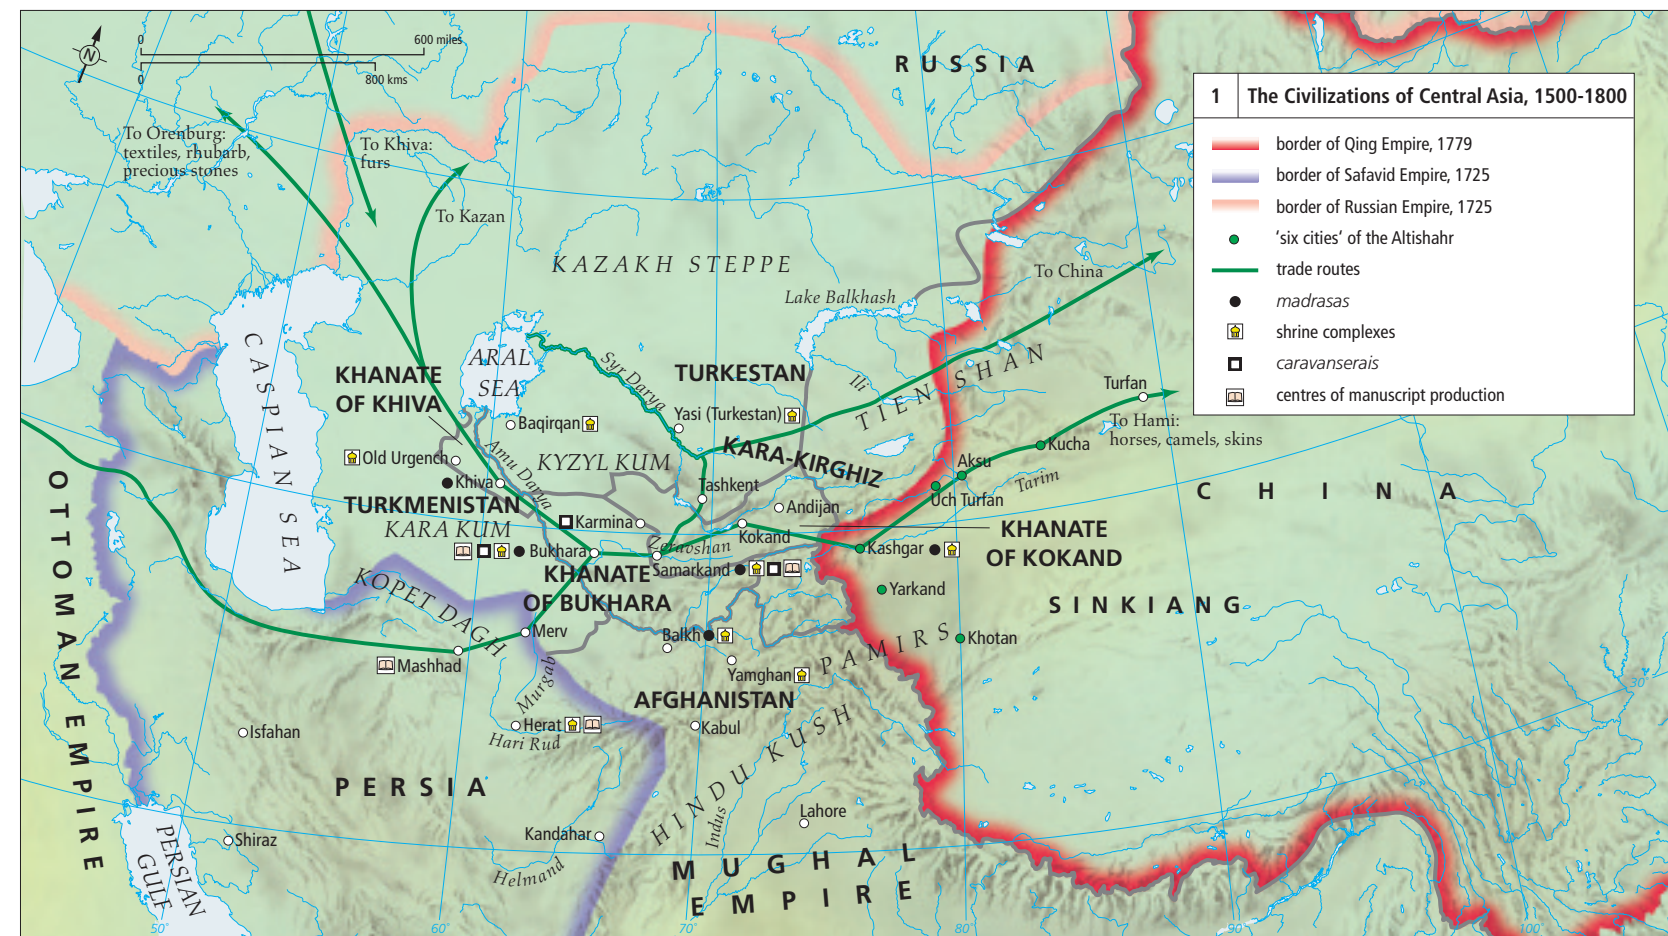 N
0
600 miles
0
800 kms
RUSSIA
1 The Civilizations of Central Asia, 1500-1800
border of Qing Empire, 1779
border of Safavid Empire, 1725
border of Russian Empire, 1725
‘six cities’ of the Altishahr
trade routes
madrasas
shrine complexes
caravanserais
centres of manuscript production
To Orenburg:
textiles, rhubarb,
precious stones
To Khiva:
furs
To Kazan
KAZAKH STEPPE
To China
Lake Balkhash
CASPIAN SEA
ARAL
SEA
Syr Darya
TURKESTAN
Ili
TIEN SHAN
KHANATE
OF KHIVA
Turfan
To Hami:
horses, camels, skins
Baqirqan
Yasi (Turkestan)
Old Urgench
Amu Darya
KYZYL KUM
KARA-KIRGHIZ
Kucha
Aksu
Uch Turfan
Tarim
CHINA
Khiva
TURKMENISTAN
KARA KUM
Tashkent
Andijan
Karmina
Kokand
Zeravshan
KHANATE
OF KOKAND
Bukhara
Samarkand
Kashgar
KHANATE
OF BUKHARA
Yarkand
SINKIANG
OTTOMAN EMPIRE
KOPET DAGH
Merv
Balkh
Khotan
PAMIRS
Mashhad
Murgab
Yamghan
AFGHANISTAN
Herat
Hari Rud
Kabul
Isfahan
HINDU KUSH
30°
PERSIA
Indus
Lahore
Kandahar
Shiraz
Helmand
PERSIAN
GULF
MUGHAL
EMPIRE
50°
60°
70°
80°
90°
100°